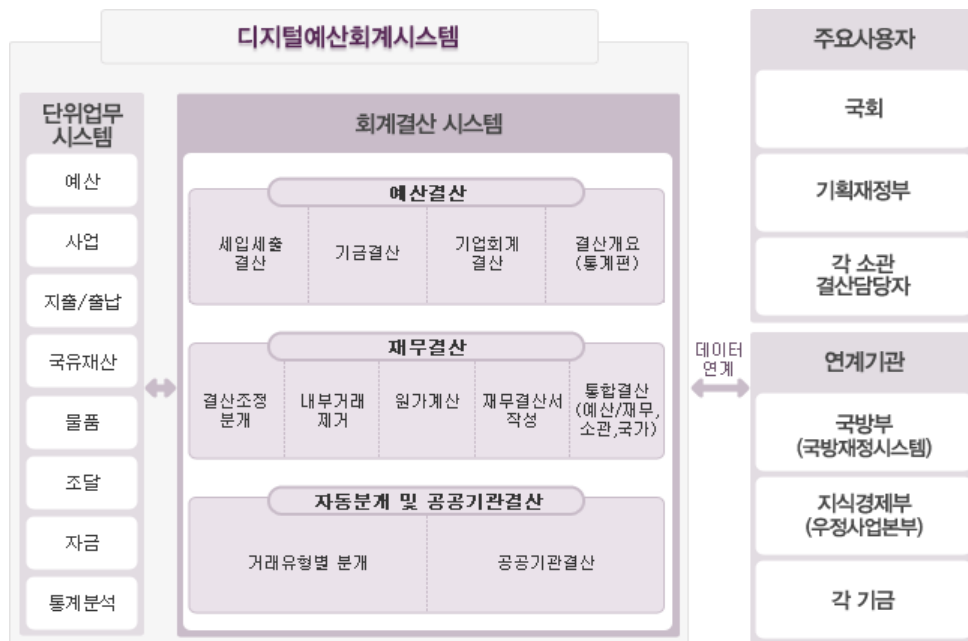 디지털예산회계시스템
단위업무
시스템
예산
사업
지출/출납
국유재산
물품
조달
자금
통계분석
회계결산 시스템
예산결산
세입세출
결산
기금결산
기업회계
결산
결산개요
(통계편)
재무결산
결산조정
분개
내부거래
제거
원가계산
재무결산서
작성
통합결산
(예산/재무,
소관,국가)
자동분개 및 공공기관결산
거래유형별 분개
공공기관결산
데이터
연계
주요사용자
국회
기획재정부
각 소관
결산담당자
연계기관
국방부
(국방재정시스템)
지식경제부
(우정사업본부)
각 기금